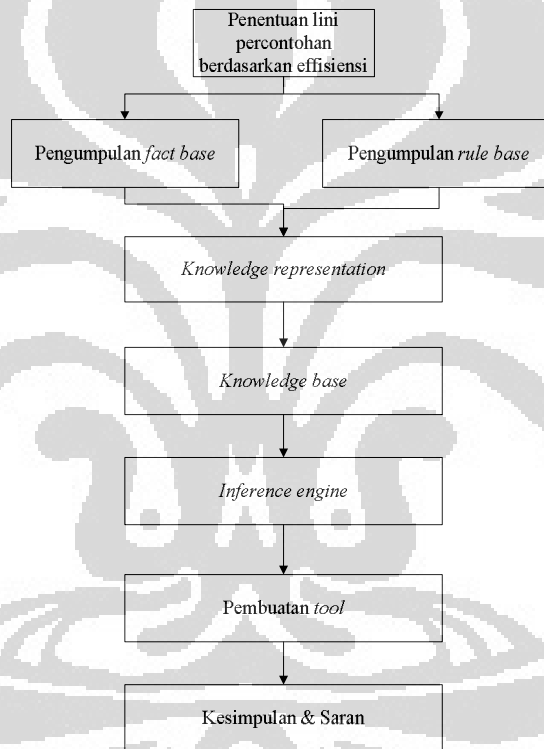 Penentuan lini
percontohan
berdasarkan effisiensi
Pengumpulan fact base
Pengumpulan rule base
Knowledge representation
Knowledge base
Inference engine
Pembuatan tool
Kesimpulan & Saran